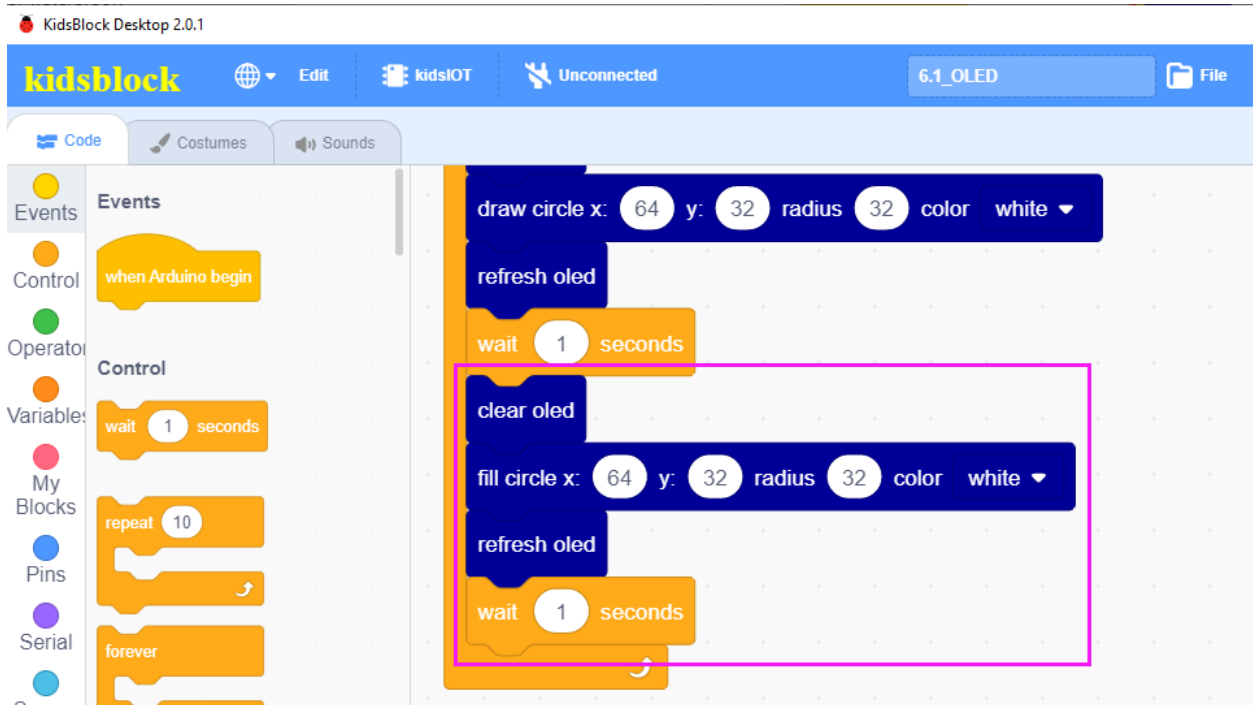 KidsBlock Desktop 2.0.1
kidsblock Edit kidsIOT Unconnected 6.1_OLED File
Code Costumes Sounds
Events
Control
Operator
Variables
My
Blocks
Pins
Serial
Events
when Arduino begin
Control
wait 1 seconds
repeat 10
forever
draw circle x: 64 y: 32 radius 32 color white
refresh oled
wait 1 seconds
clear oled
fill circle x: 64 y: 32 radius 32 color white
refresh oled
wait 1 seconds